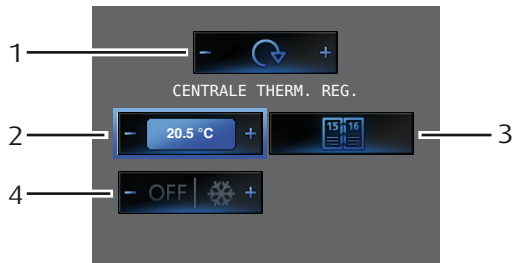 1
- +
CENTRALE THERM. REG.
2
- 20.5 °C +
15 16
3
4
- OFF +